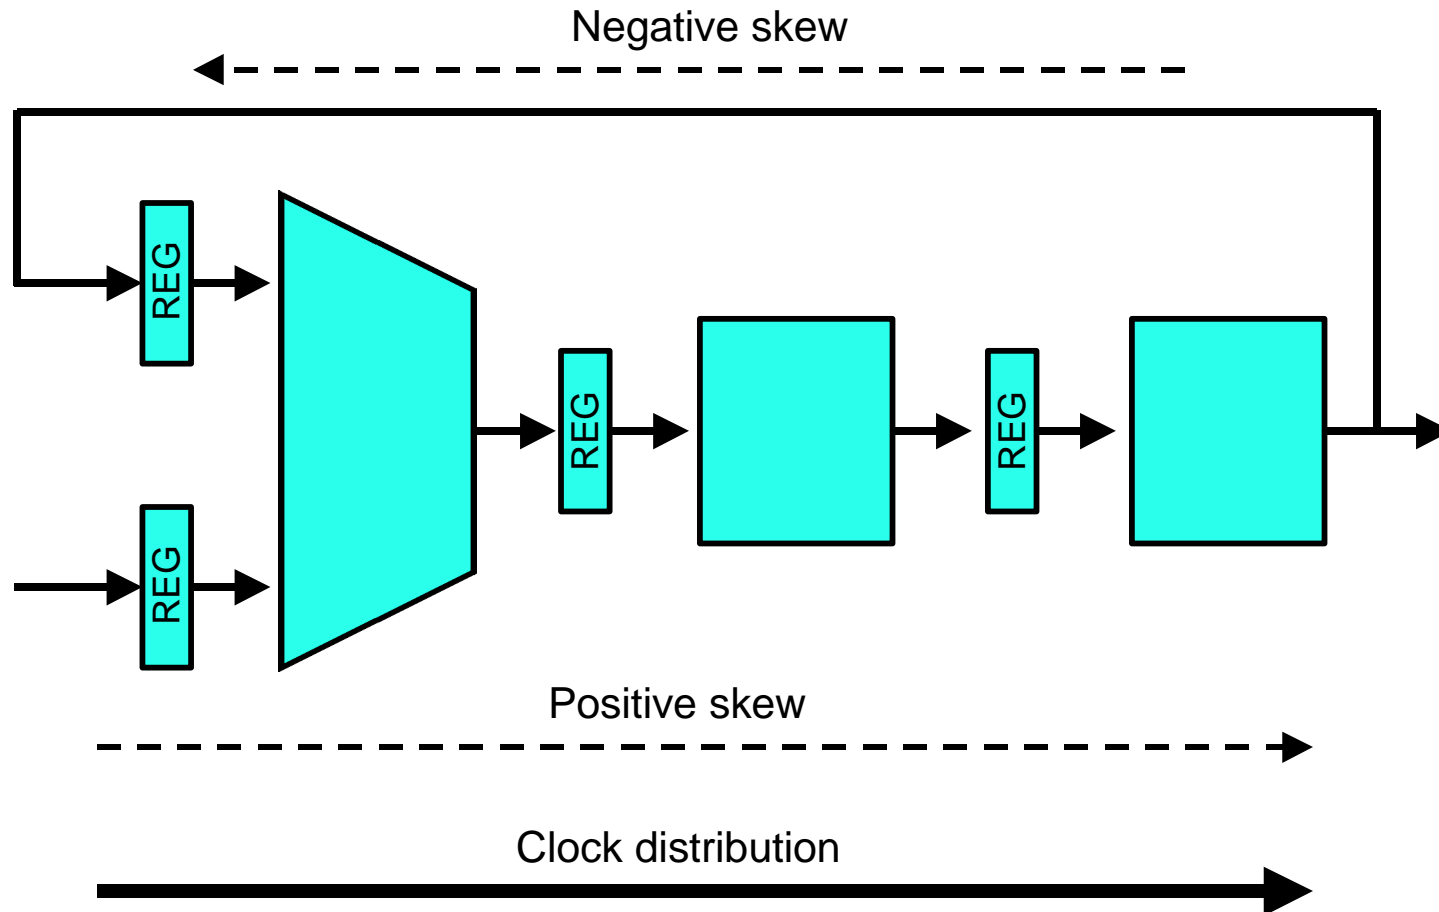 Negative skew
REG
REG
REG
REG
Positive skew
Clock distribution